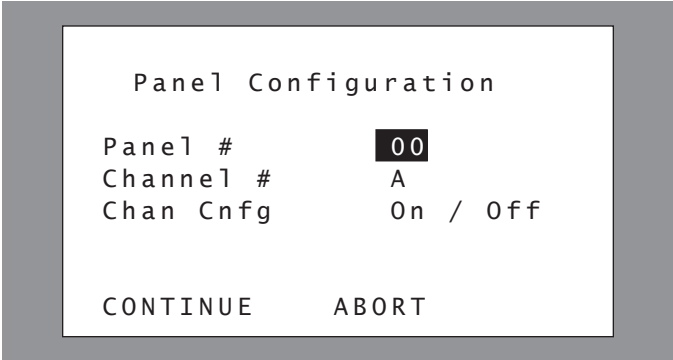 Panel Configuration
Panel # 00
Channel # A
Chan Cnfg On / Off
CONTINUE ABORT